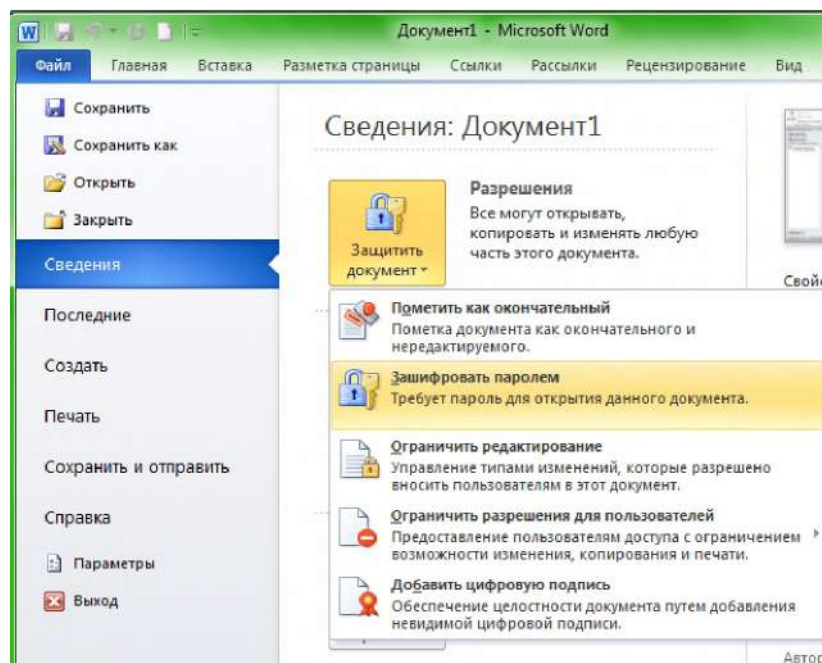 Документ1 - Microsoft Word
Файл Главная Вставка Разметка страницы Ссылки Рассылки Рецензирование Вид
Сохранить
Сохранить как
Открыть
Закрыть
Сведения
Последние
Создать
Печать
Сохранить и отправить
Справка
Параметры
Выход
Сведения: Документ1
Защитить
документ
Разрешения
Все могут открывать,
копировать и изменять любую
часть этого документа.
Свой
Пометить как окончательный
Пометка документа как окончательного и
нередактируемого.
Зашифровать паролем
Требует пароль для открытия данного документа.
Ограничить редактирование
Управление типами изменений, которые разрешено
вносить пользователям в этот документ.
Ограничить разрешения для пользователей
Предоставление пользователям доступа с ограничением
возможности изменения, копирования и печати.
Добавить цифровую подпись
Обеспечение целостности документа путем добавления
невидимой цифровой подписи.
Автор